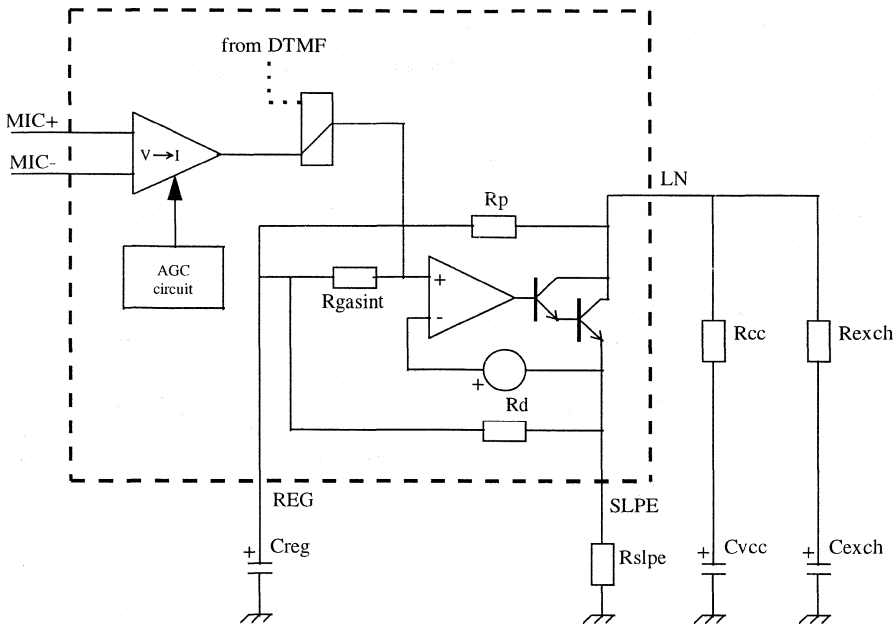 from DTMF
MIC+
MIC-
V→I
AGC
circuit
LN
Rp
Rgasint
+
-
+
Rd
Rcc
Rexch
REG
SLPE
+
Creg
Rslpe
+
Cvcc
+
Cexch